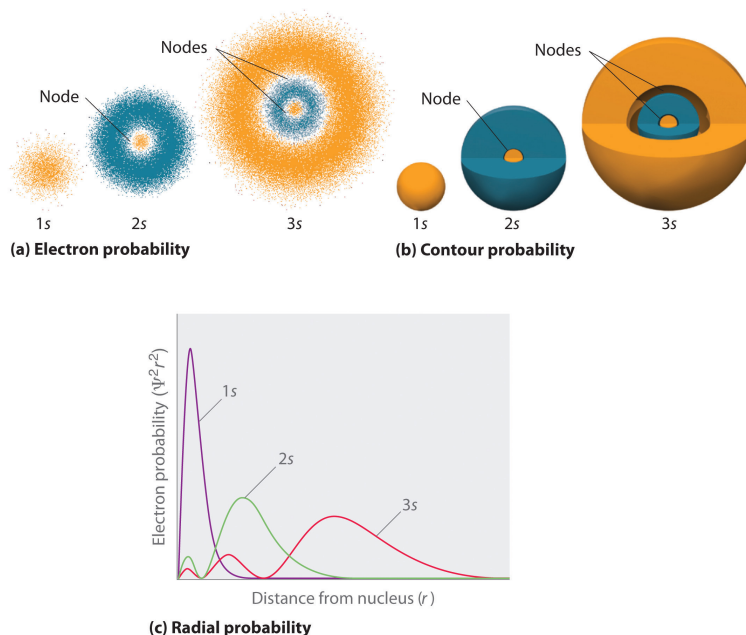 Nodes
Node
1s
2s
3s
(a) Electron probability
Nodes
Node
1s
2s
3s
(b) Contour probability
Electron probability (Ψ²r²)
1s
2s
3s
Distance from nucleus (r)
(c) Radial probability